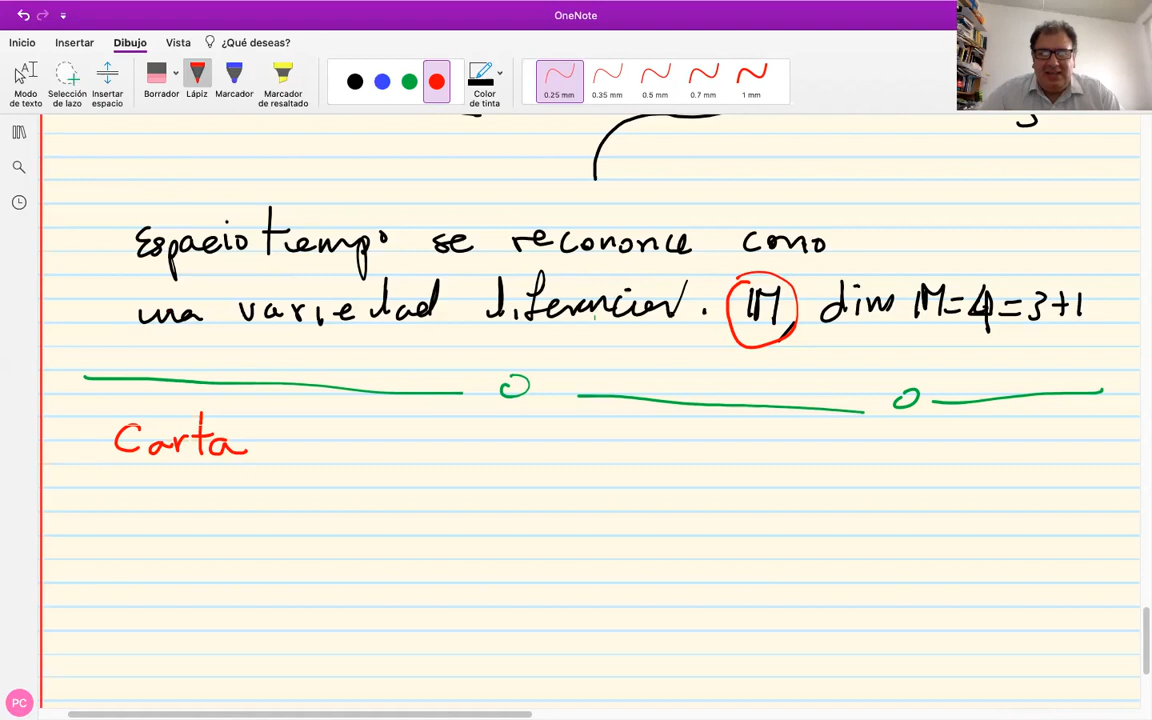 OneNote
Inicio Insertar Dibujo Vista ¿Qué deseas?
Modo de texto
Selección de lazo
Insertar espacio
Borrador
Lápiz
Marcador
Marcador de resaltado
Color de tinta
0.25 mm
0.35 mm
0.5 mm
0.7 mm
1 mm
Espacio tiempo se recononce como
una variedad diferencial. M, dim M=4=3+1
Carta
PC